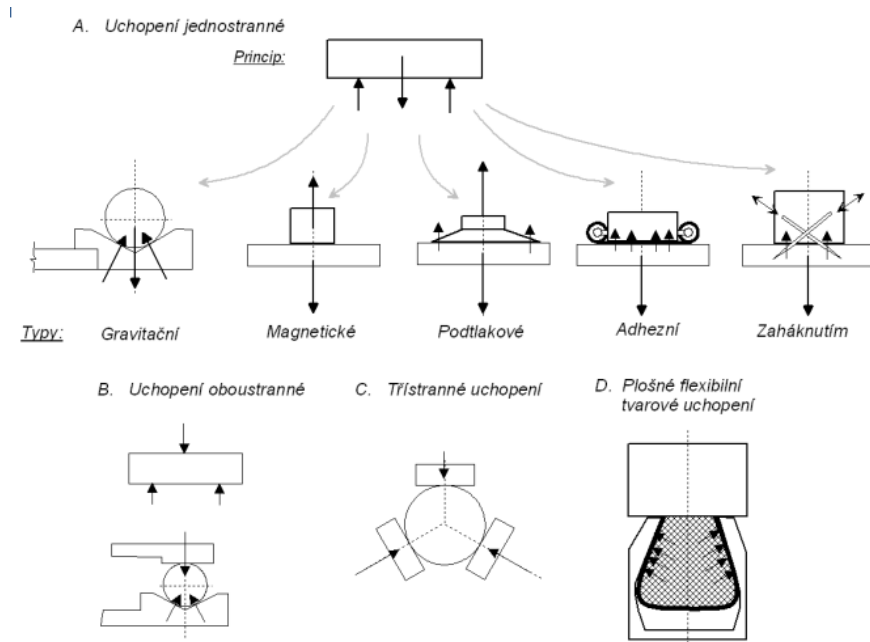 A. Uchopení jednostranné
Princip:
Typy:
Gravitační
Magnetické
Podtlakové
Adhezní
Zaháknutím
B. Uchopení oboustranné
C. Třístranné uchopení
D. Plošné flexibilní
tvarové uchopení